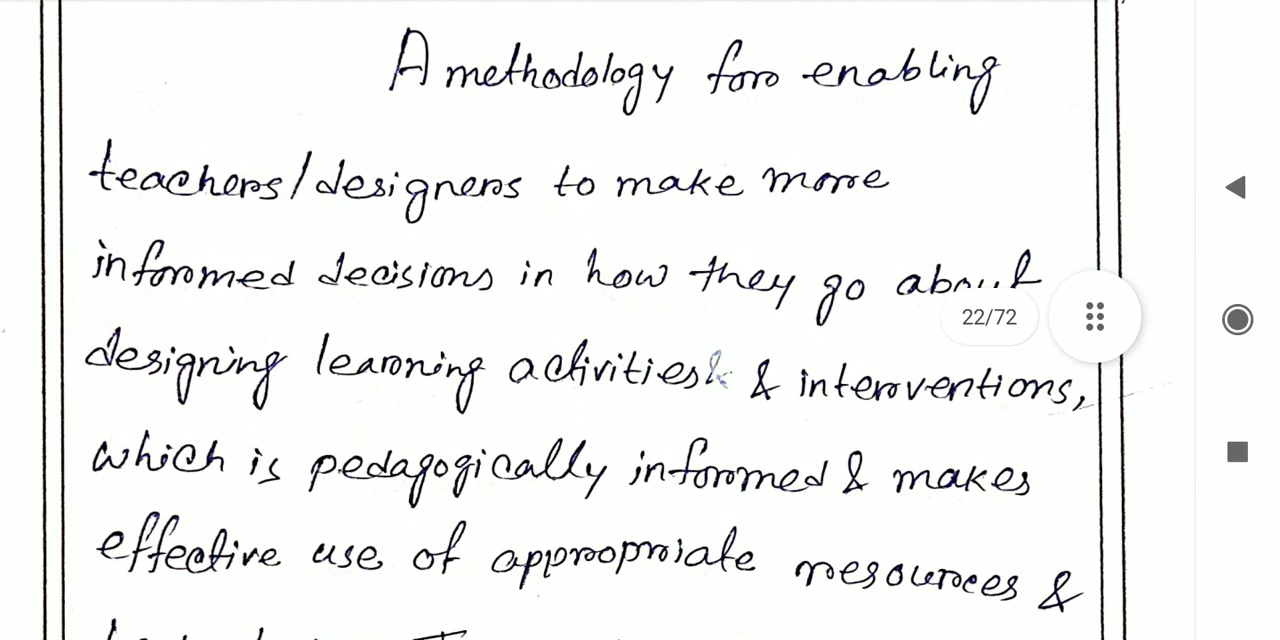 A methodology for enabling
teachers/designers to make more
informed decisions in how they go about
22/72
designing learning activities & & interventions,
which is pedagogically informed & makes
effective use of appropriate resources &